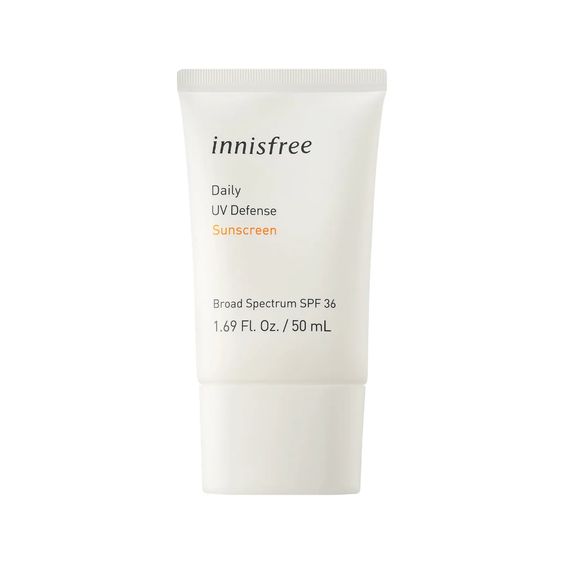 innisfree
Daily
UV Defense
Sunscreen
Broad Spectrum SPF 36
1.69 Fl. Oz. / 50 mL